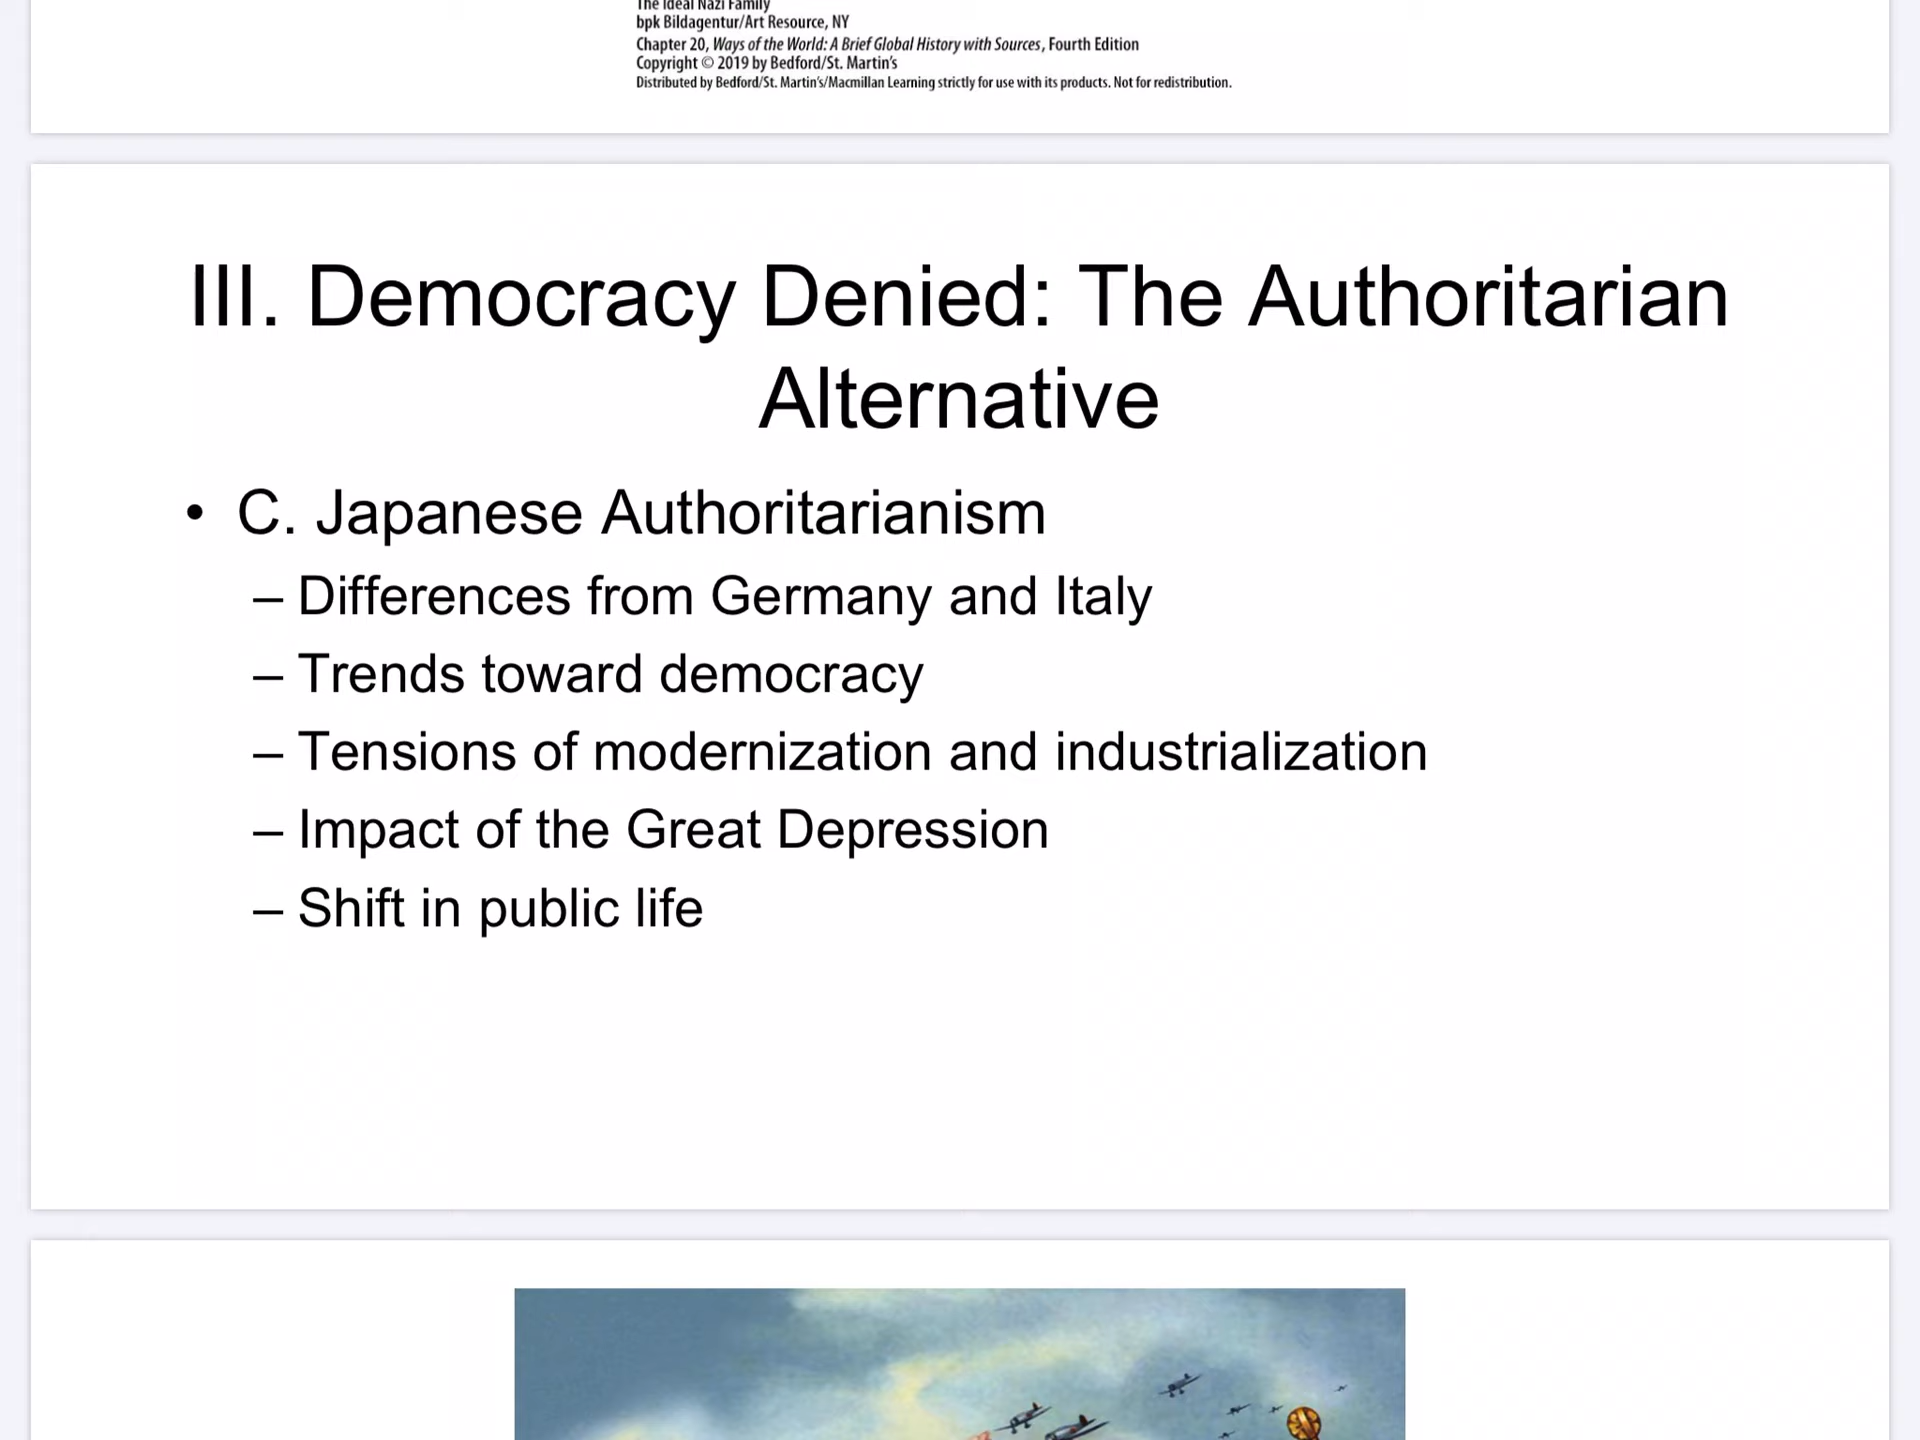 The Ideal Nazi Family
bpk Bildagentur/Art Resource, NY
Chapter 20, Ways of the World: A Brief Global History with Sources, Fourth Edition
Copyright © 2019 by Bedford/St. Martin's
Distributed by Bedford/St. Martin's/Macmillan Learning strictly for use with its products. Not for redistribution.
III. Democracy Denied: The Authoritarian
Alternative
• C. Japanese Authoritarianism
– Differences from Germany and Italy
– Trends toward democracy
– Tensions of modernization and industrialization
– Impact of the Great Depression
– Shift in public life